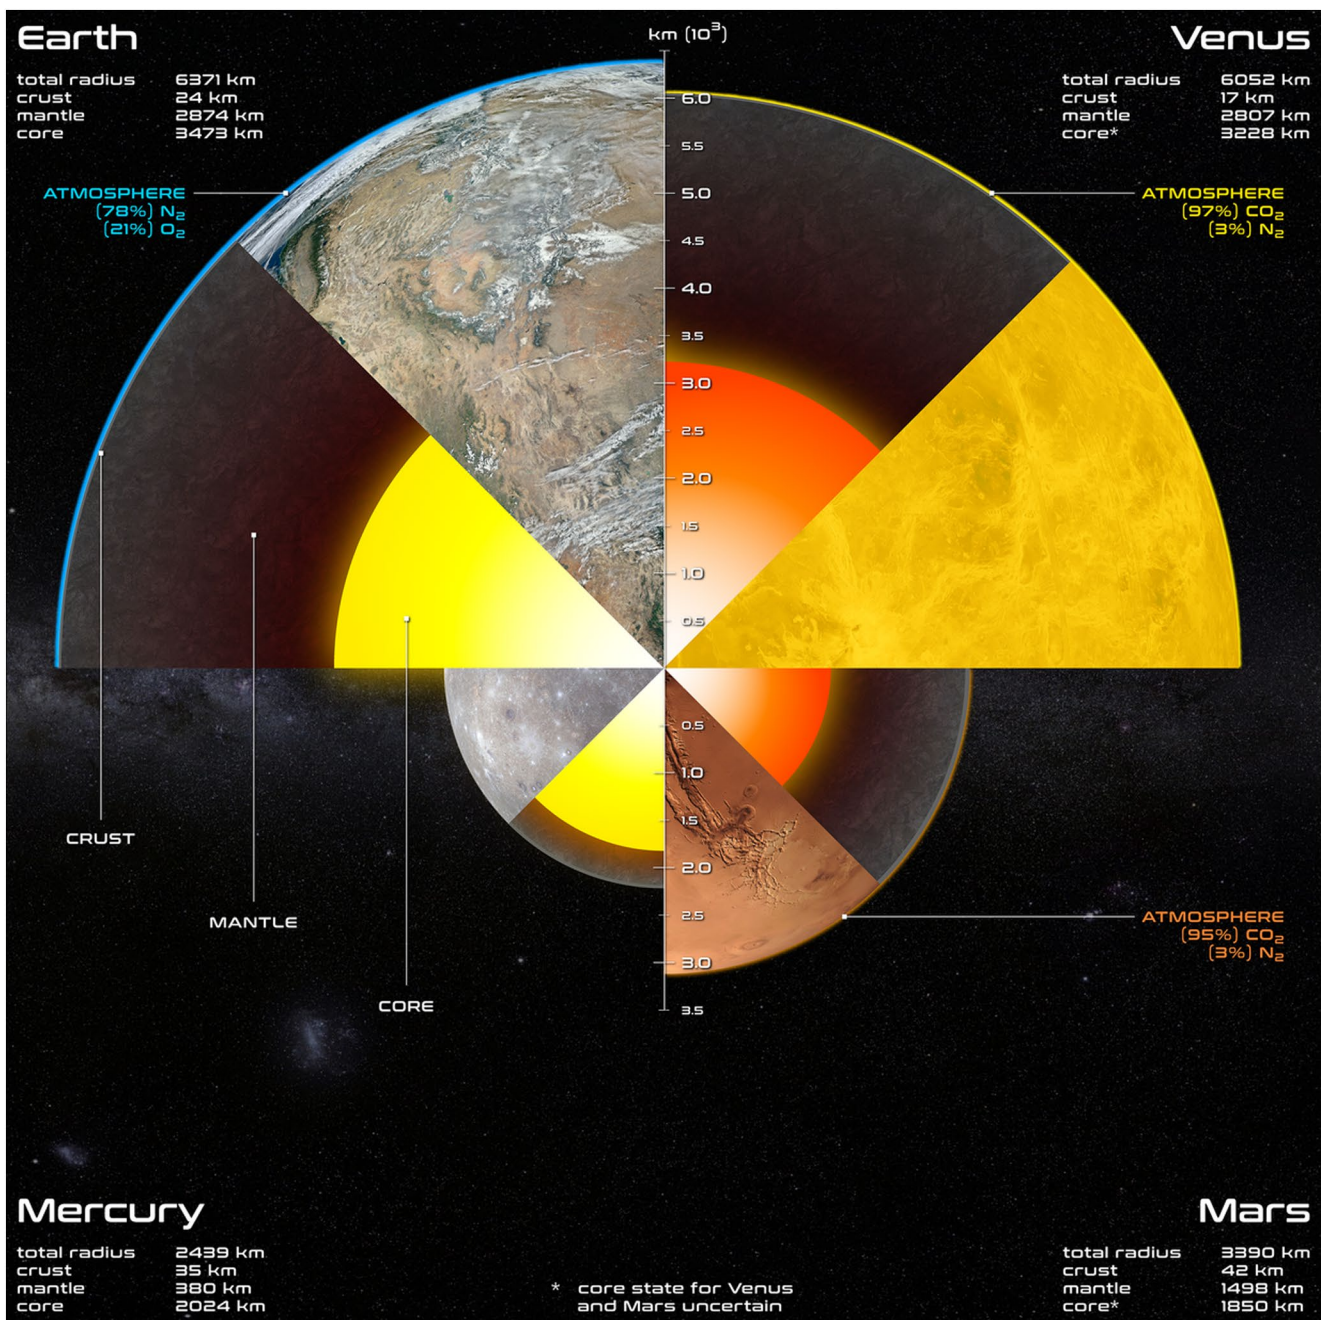 Earth
total radius 6371 km
crust 24 km
mantle 2874 km
core 3473 km
ATMOSPHERE
(78%) N₂
(21%) O₂
km (10³)
Venus
total radius 6052 km
crust 17 km
mantle 2807 km
core* 3228 km
ATMOSPHERE
(97%) CO₂
(3%) N₂
6.0
5.5
5.0
4.5
4.0
3.5
3.0
2.5
2.0
1.5
1.0
0.5
0.5
1.0
1.5
2.0
2.5
3.0
3.5
CRUST
MANTLE
CORE
ATMOSPHERE
(95%) CO₂
(3%) N₂
Mercury
total radius 2439 km
crust 35 km
mantle 380 km
core 2024 km
* core state for Venus
and Mars uncertain
Mars
total radius 3390 km
crust 42 km
mantle 1498 km
core* 1850 km